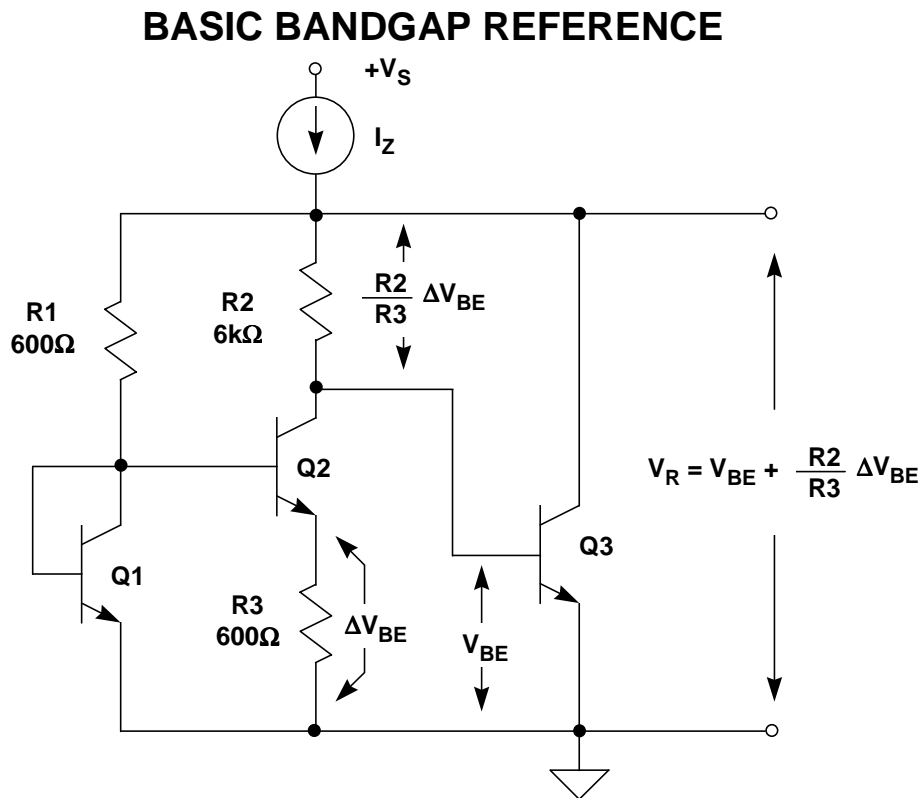 BASIC BANDGAP REFERENCE
+VS
IZ
R1
600Ω
R2
6kΩ
R2
R3
ΔVBE
Q2
Q1
R3
600Ω
ΔVBE
VBE
Q3
VR = VBE + R2
R3
ΔVBE